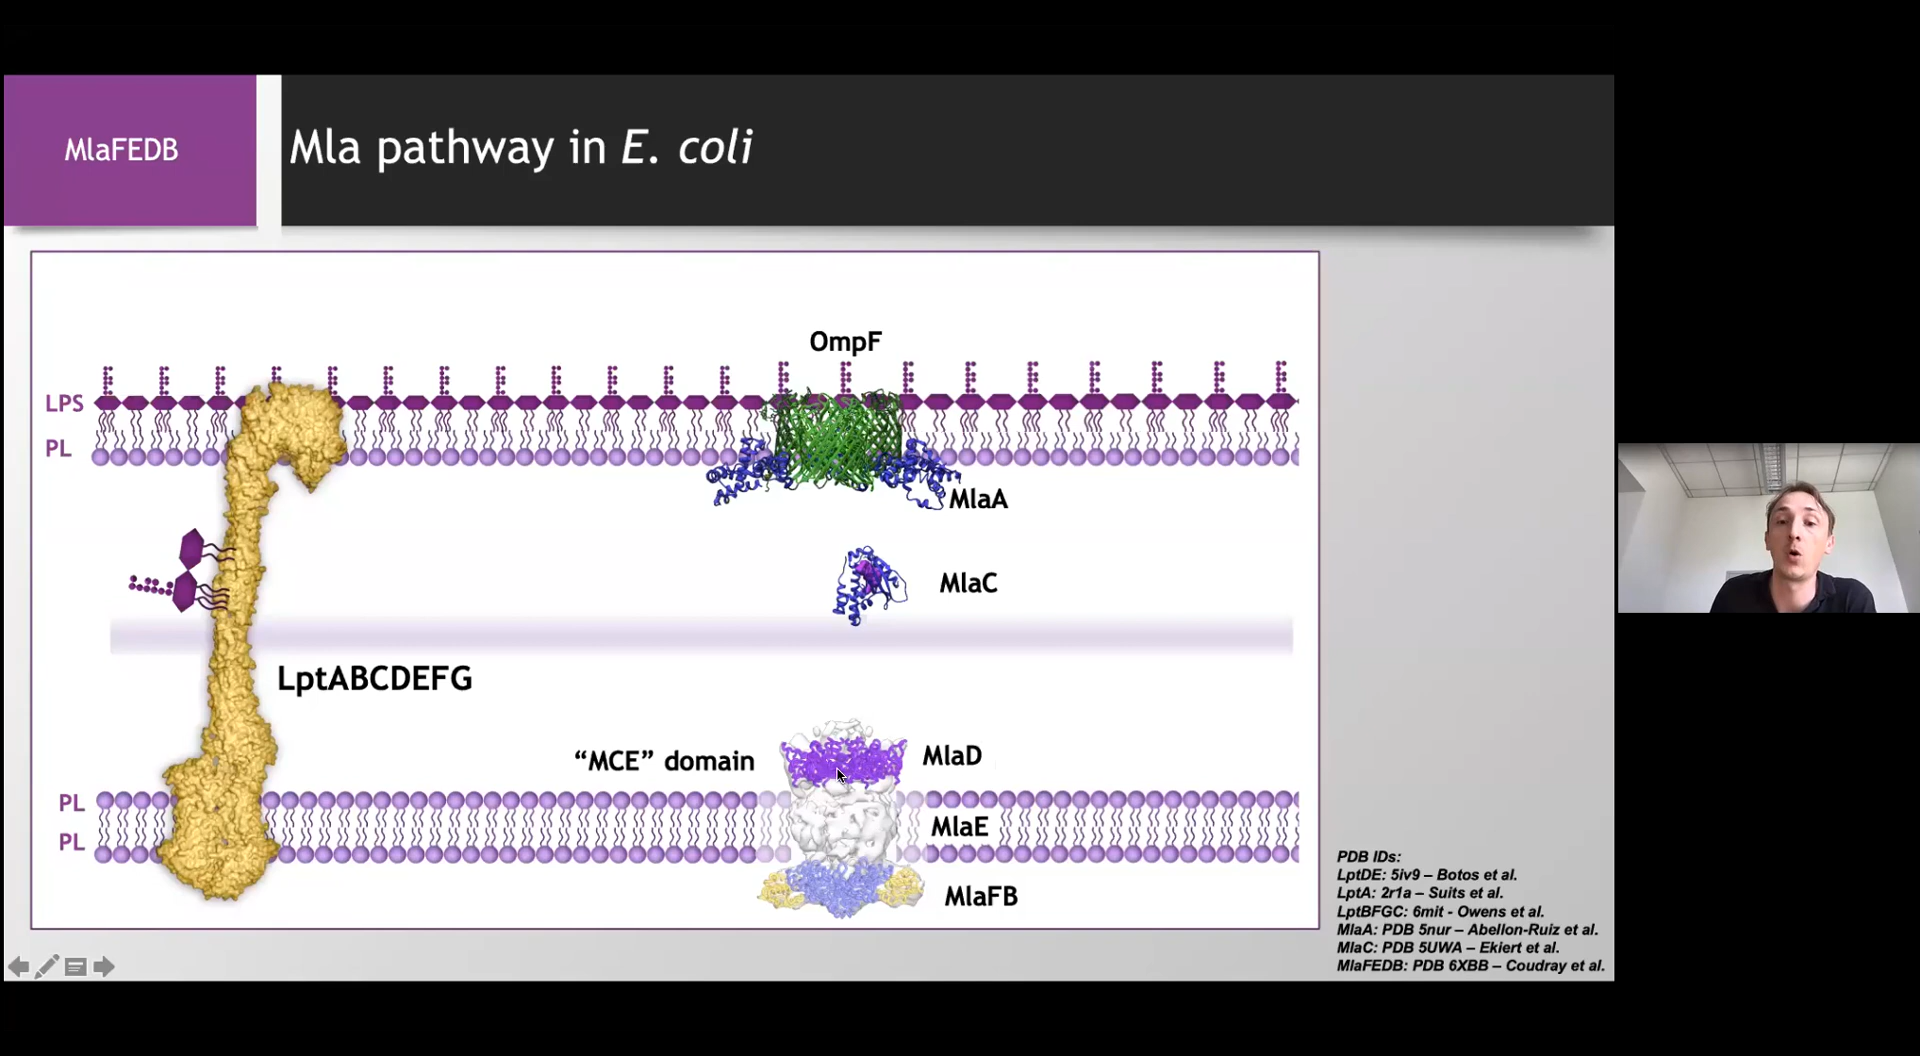 MlaFEDB
Mla pathway in E. coli
OmpF
LPS
PL
MlaA
MlaC
LptABCDEFG
“MCE” domain
MlaD
PL
MlaE
PL
MlaFB
PDB IDs:
LptDE: 5iv9 – Botos et al.
LptA: 2r1a – Suits et al.
LptBFGC: 6mit - Owens et al.
MlaA: PDB 5nur – Abellon-Ruiz et al.
MlaC: PDB 5UWA – Ekiert et al.
MlaFEDB: PDB 6XBB – Coudray et al.